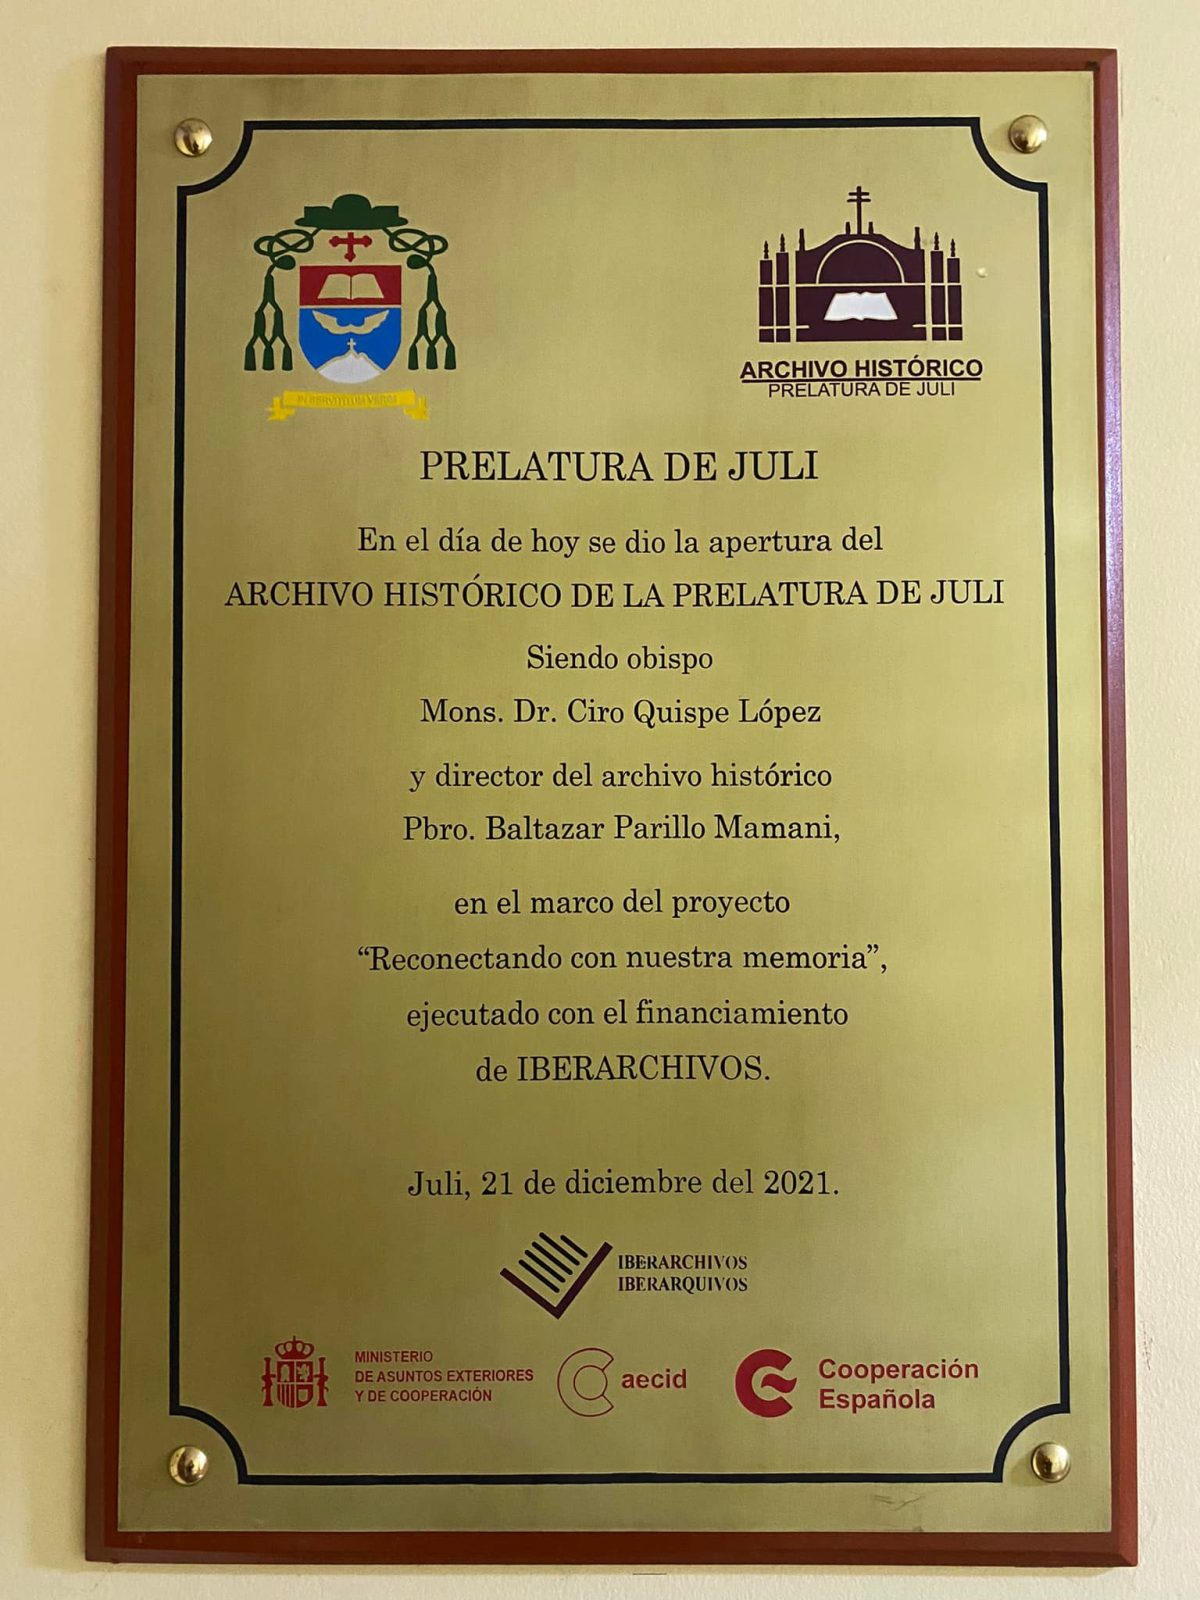 ARCHIVO HISTÓRICO
PRELATURA DE JULI
PRELATURA DE JULI
En el día de hoy se dio la apertura del
ARCHIVO HISTÓRICO DE LA PRELATURA DE JULI
Siendo obispo
Mons. Dr. Ciro Quispe López
y director del archivo histórico
Pbro. Baltazar Parillo Mamani,
en el marco del proyecto
“Reconectando con nuestra memoria”,
ejecutado con el financiamiento
de IBERARCHIVOS.
Juli, 21 de diciembre del 2021.
IBERARCHIVOS
IBERARQUIVOS
MINISTERIO
DE ASUNTOS EXTERIORES
Y DE COOPERACIÓN
aecid
Cooperación
Española